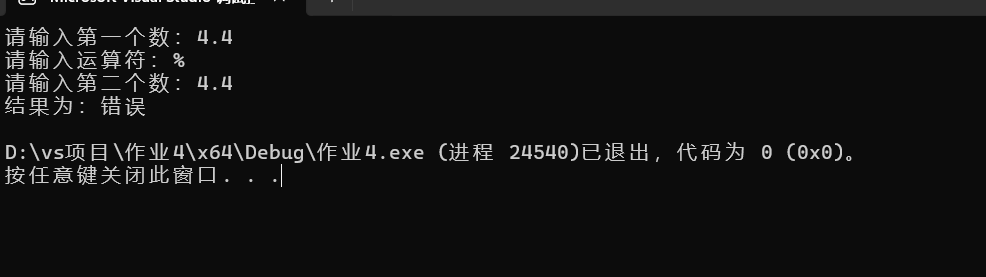 请输入第一个数：4.4
请输入运算符：%
请输入第二个数：4.4
结果为：错误
D:\vs项目\作业4\x64\Debug\作业4.exe (进程 24540)已退出，代码为 0 (0x0)。
按任意键关闭此窗口. . .